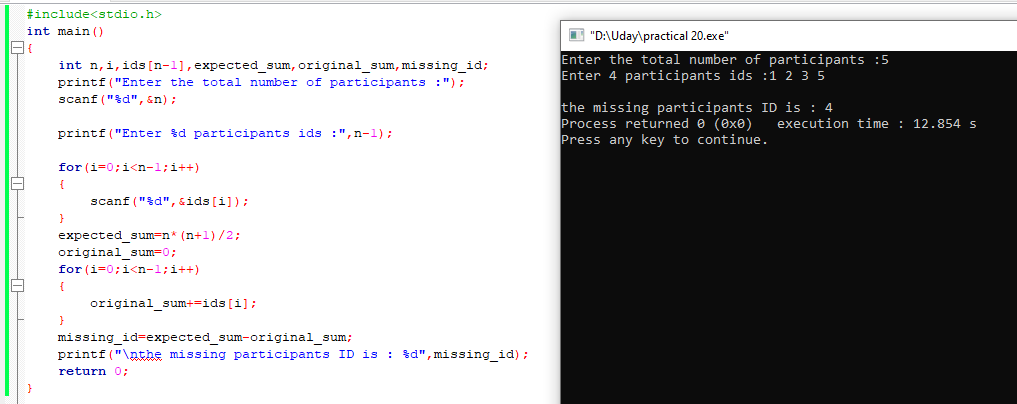 #include<stdio.h>
int main()
{
int n,i,ids[n-1],expected_sum,original_sum,missing_id;
printf("Enter the total number of participants :");
scanf("%d",&n);
printf("Enter %d participants ids :",n-1);
for(i=0;i<n-1;i++)
{
scanf("%d",&ids[i]);
}
expected_sum=n*(n+1)/2;
original_sum=0;
for(i=0;i<n-1;i++)
{
original_sum+=ids[i];
}
missing_id=expected_sum-original_sum;
printf("\nthe missing participants ID is : %d",missing_id);
return 0;
}
"D:\Uday\practical 20.exe"
Enter the total number of participants :5
Enter 4 participants ids :1 2 3 5
the missing participants ID is : 4
Process returned 0 (0x0)   execution time : 12.854 s
Press any key to continue.